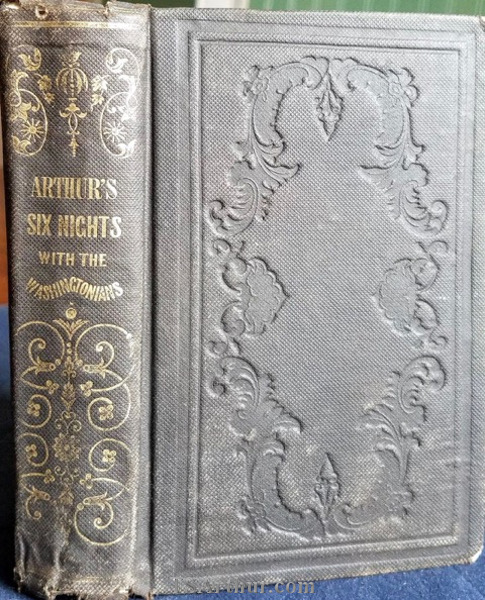 ARTHUR'S
SIX NIGHTS
WITH THE
WASHINGTONIANS